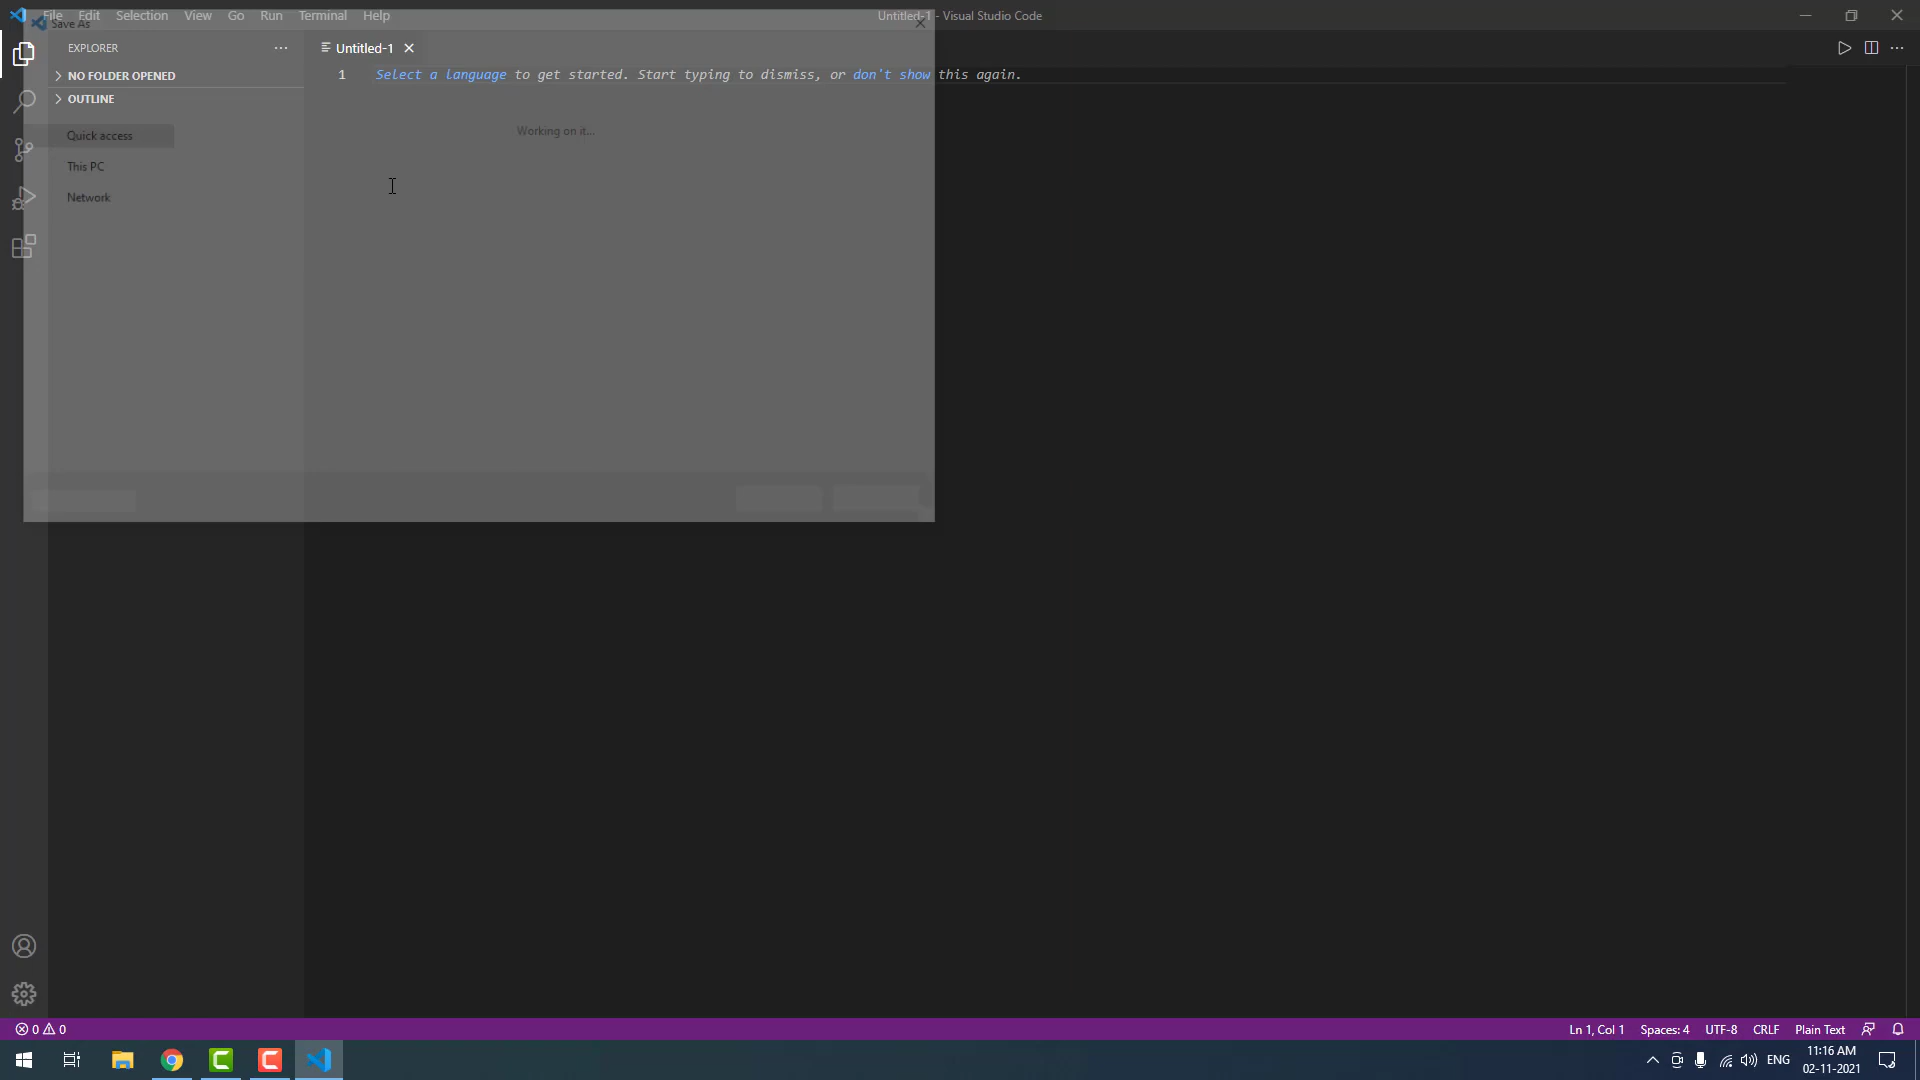 File Edit Selection View Go Run Terminal Help
Untitled-1 - Visual Studio Code
Save As
EXPLORER
Untitled-1
NO FOLDER OPENED
1 Select a language to get started. Start typing to dismiss, or don't show this again.
OUTLINE
Working on it...
Quick access
This PC
Network
0 0
Ln 1, Col 1 Spaces: 4 UTF-8 CRLF Plain Text
ENG
11:16 AM
02-11-2021